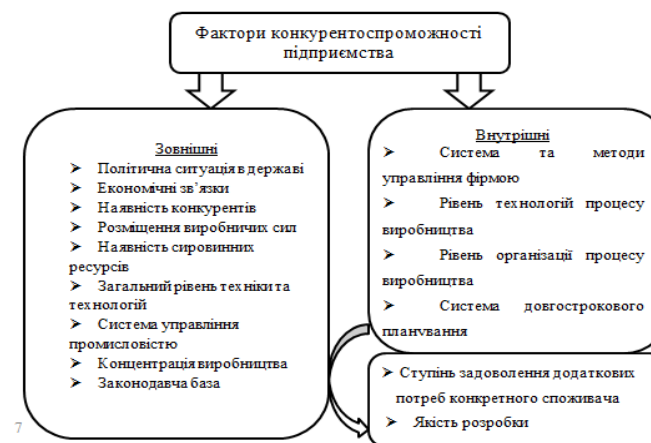 Фактори конкурентоспроможності
підприємства
Зовнішні
➤ Політична ситуація в державі
➤ Економічні зв’язки
➤ Наявність конкурентів
➤ Розміщення виробничих сил
➤ Наявність сировинних
ресурсів
➤ Загальний рівень техніки та
технологій
➤ Система управління
промисловістю
➤ Концентрація виробництва
➤ Законодавча база
Внутрішні
➤ Система та методи
управління фірмою
➤ Рівень технологій процесу
виробництва
➤ Рівень організації процесу
виробництва
➤ Система довгострокового
планування
➤ Ступінь задоволення додаткових
потреб конкретного споживача
➤ Якість розробки
7